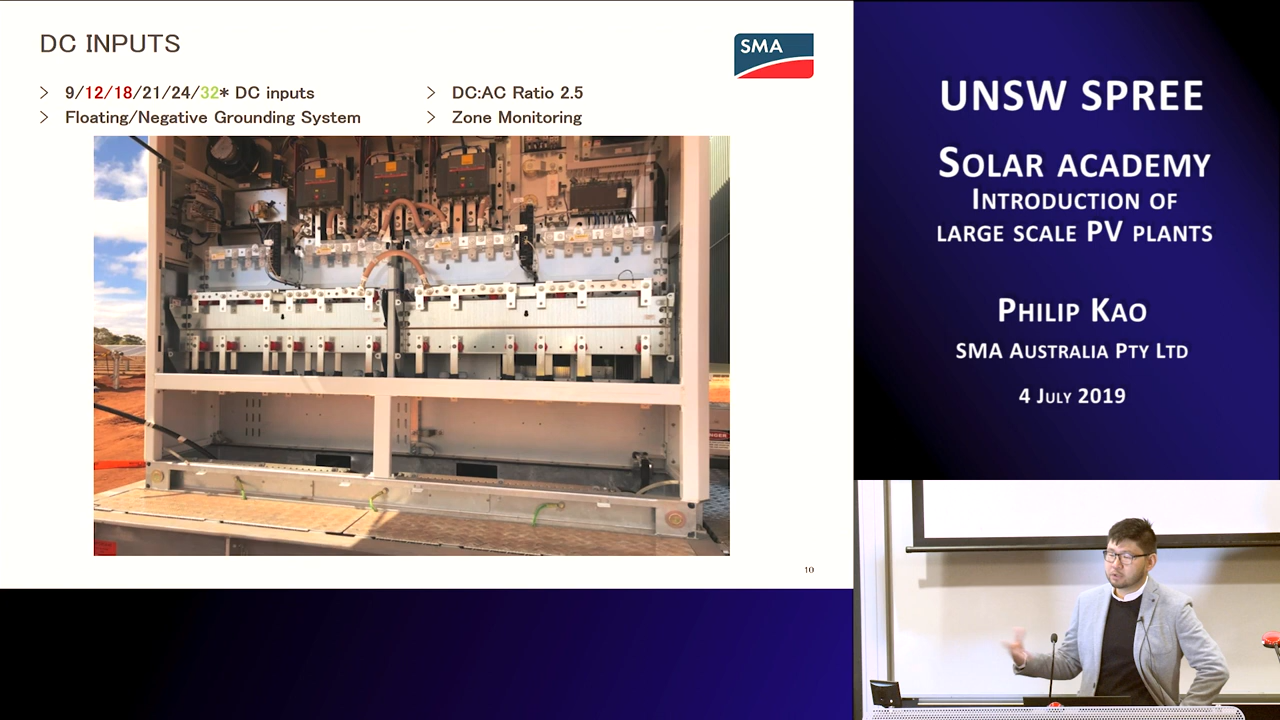 DC INPUTS
SMA
> 9/12/18/21/24/32* DC inputs
> Floating/Negative Grounding System
> DC:AC Ratio 2.5
> Zone Monitoring
10
UNSW SPREE
SOLAR ACADEMY
INTRODUCTION OF
LARGE SCALE PV PLANTS
PHILIP KAO
SMA AUSTRALIA PTY LTD
4 JULY 2019